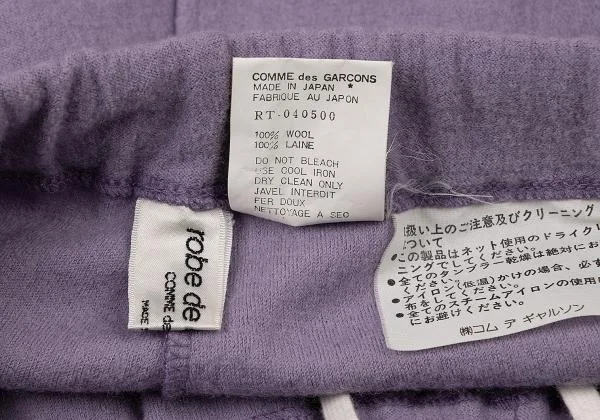 COMME des GARCONS
MADE IN JAPAN *
FABRIQUE AU JAPON
RT-040500
100% WOOL
100% LAINE
DO NOT BLEACH
USE COOL IRON
DRY CLEAN ONLY
JAVEL INTERDIT
FER DOUX
NETTOYAGE A SEC
robe de
COMME de
MADE
扱い上のご注意及びクリーニング
ついて
●この製品はネット使用のドライクリ
ニングでしてください。
●全てのタンブラー乾燥は絶対にお
ください。
●アイロン(低温)かけの場合、必ず
布をしてください。
●全てのスチームアイロンの使用
にお避けください。
㈱コム デ ギャルソン